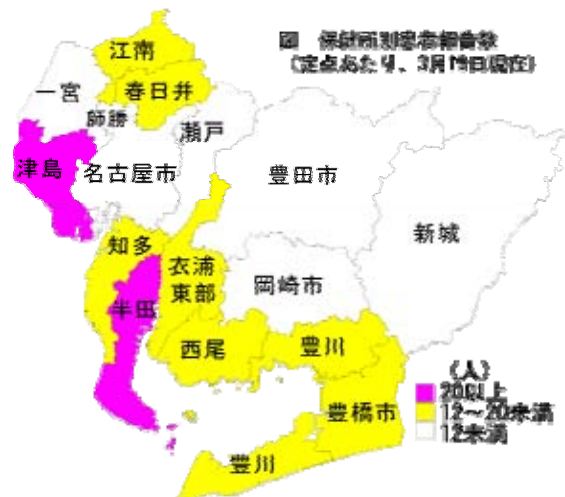 図 保健所別患者報告数
(定点あたり、3月19日現在)
江南
春日井
一宮
師勝
瀬戸
津島
名古屋市
豊田市
新城
知多
衣浦
東部
岡崎市
半田
西尾
豊川
豊橋市
豊川
(人)
20以上
12～20未満
12未満